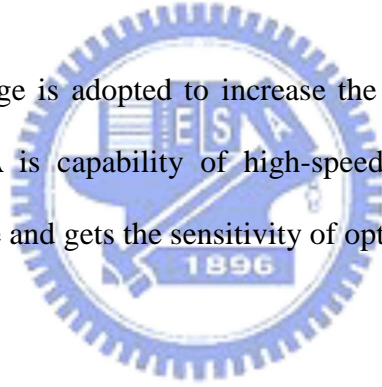 ge is adopted to increase the
E S A
is capability of high-speed
e and gets the sensitivity of opt
1896